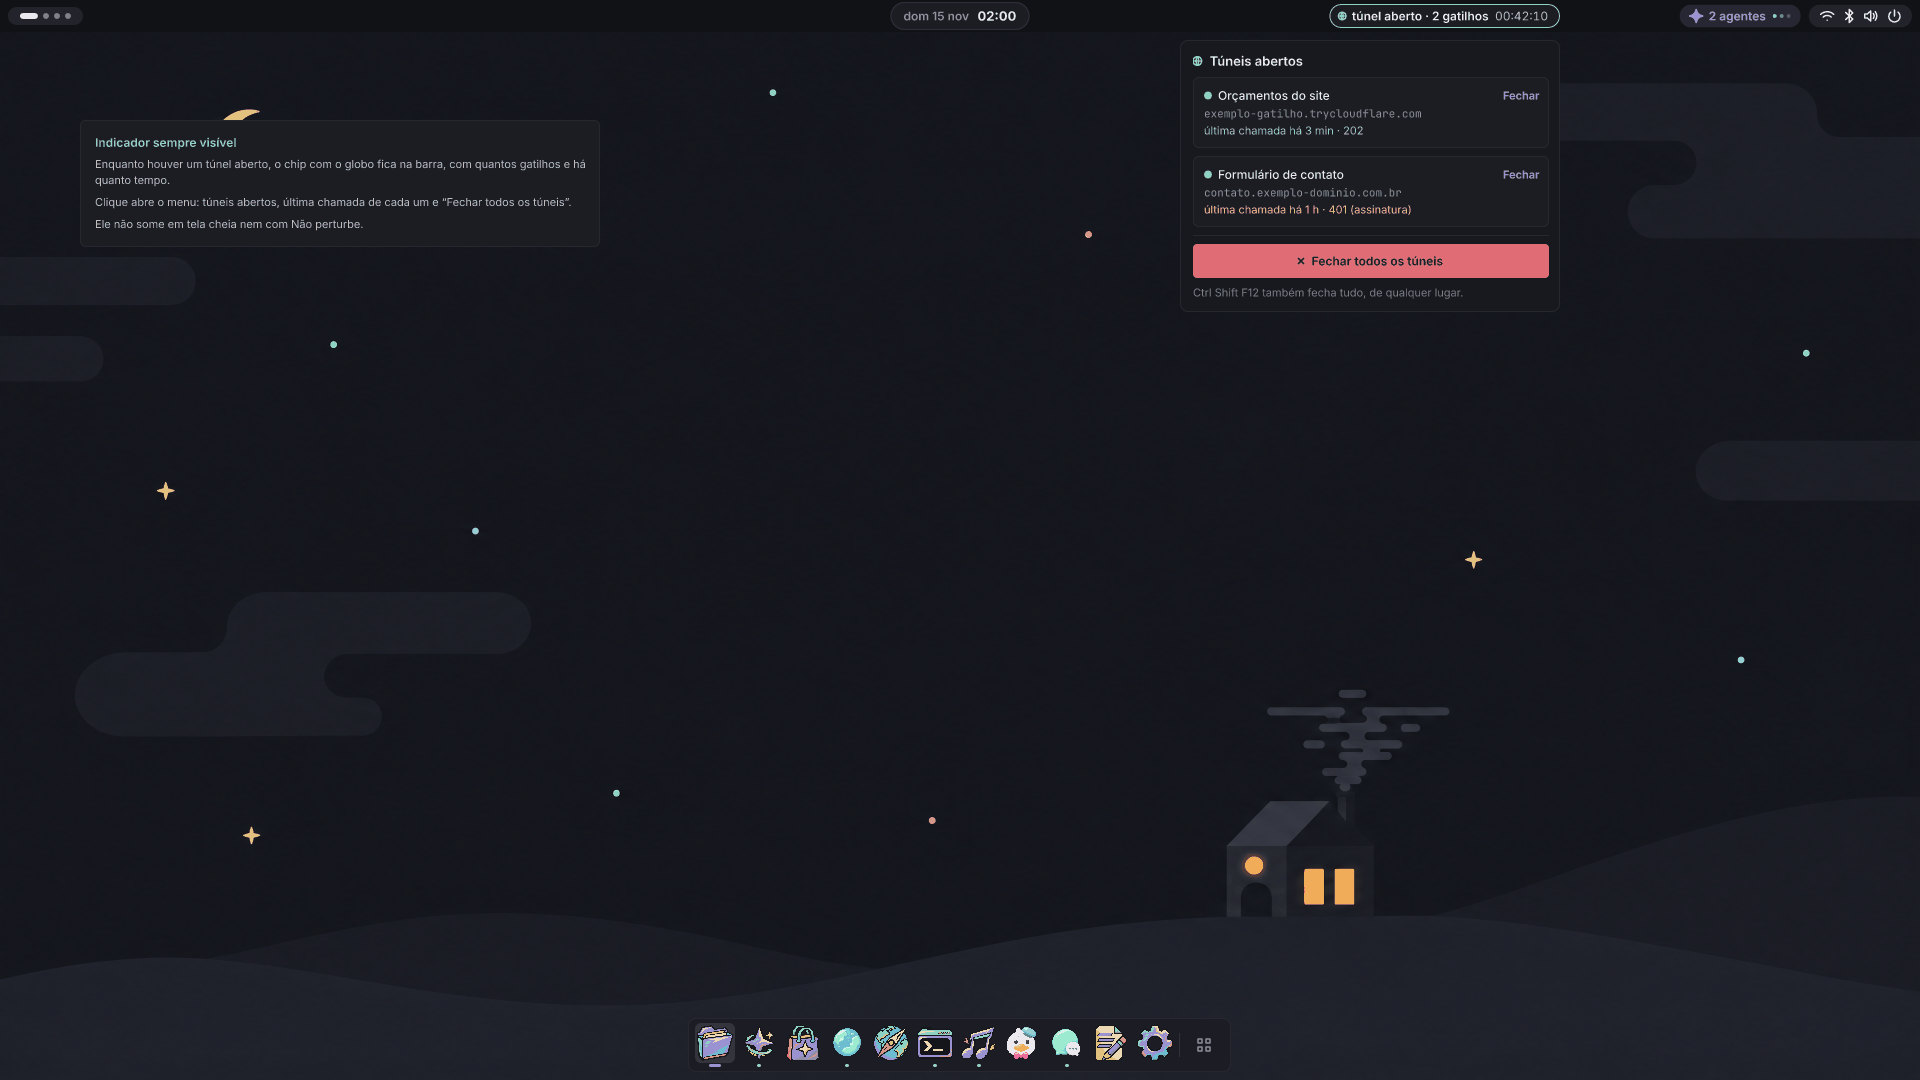 dom 15 nov 02:00
túnel aberto · 2 gatilhos 00:42:10
2 agentes
Túneis abertos
Orçamentos do site Fechar
exemplo-gatilho.trycloudflare.com
última chamada há 3 min · 202
Formulário de contato Fechar
contato.exemplo-dominio.com.br
última chamada há 1 h · 401 (assinatura)
× Fechar todos os túneis
Ctrl Shift F12 também fecha tudo, de qualquer lugar.
Indicador sempre visível
Enquanto houver um túnel aberto, o chip com o globo fica na barra, com quantos gatilhos e há
quanto tempo.
Clique abre o menu: túneis abertos, última chamada de cada um e “Fechar todos os túneis”.
Ele não some em tela cheia nem com Não perturbe.